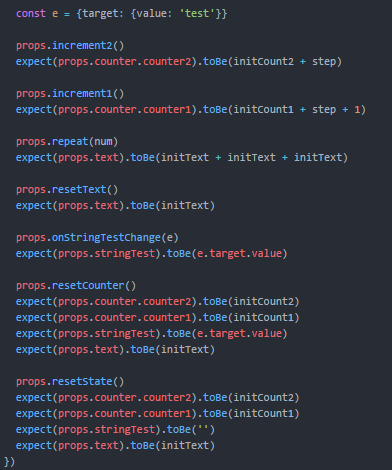 const e = {target: {value: 'test'}}
props.increment2()
expect(props.counter.counter2).toBe(initCount2 + step)
props.increment1()
expect(props.counter.counter1).toBe(initCount1 + step + 1)
props.repeat(num)
expect(props.text).toBe(initText + initText + initText)
props.resetText()
expect(props.text).toBe(initText)
props.onStringTestChange(e)
expect(props.stringTest).toBe(e.target.value)
props.resetCounter()
expect(props.counter.counter2).toBe(initCount2)
expect(props.counter.counter1).toBe(initCount1)
expect(props.stringTest).toBe(e.target.value)
expect(props.text).toBe(initText)
props.resetState()
expect(props.counter.counter2).toBe(initCount2)
expect(props.counter.counter1).toBe(initCount1)
expect(props.stringTest).toBe('')
expect(props.text).toBe(initText)
})